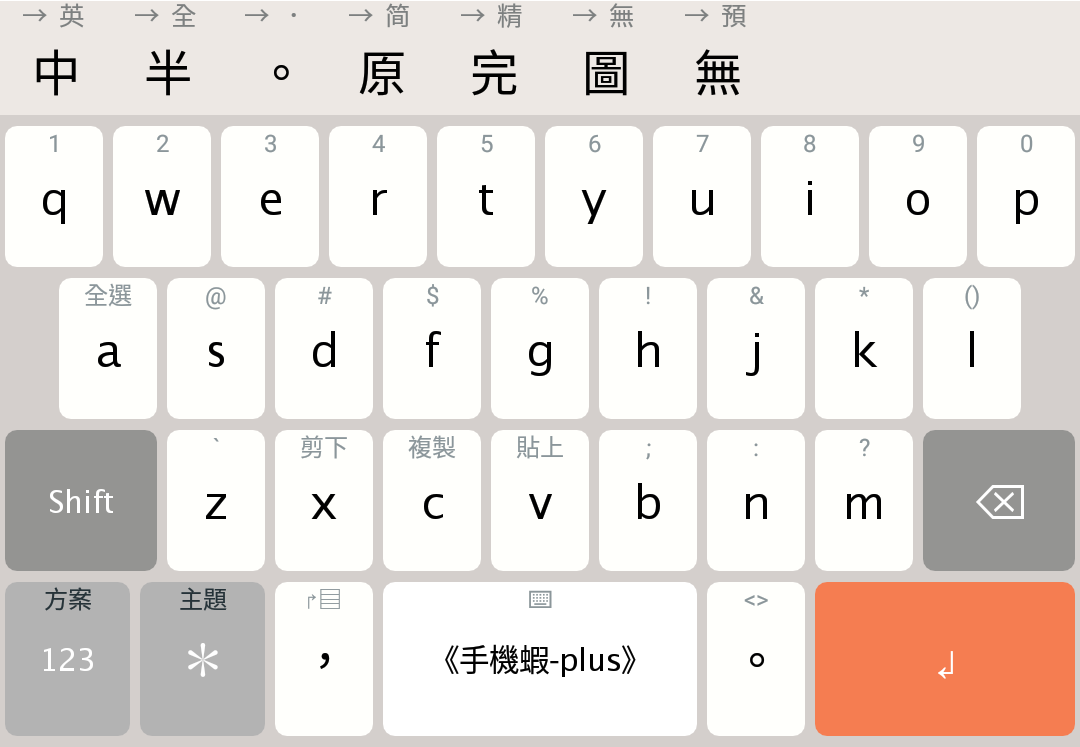 → 英 → 全 → · → 简 → 精 → 無 → 預
中 半 。 原 完 圖 無
1 2 3 4 5 6 7 8 9 0
q w e r t y u i o p
全選 @ # $ % ! & * ()
a s d f g h j k l
` 剪下 複製 貼上 ; : ?
Shift z x c v b n m
方案 主題 <>
123 * , 《手機蝦-plus》 。